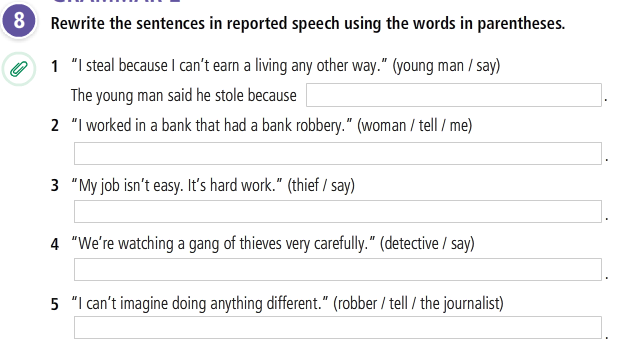 8 Rewrite the sentences in reported speech using the words in parentheses.
1 “I steal because I can’t earn a living any other way.” (young man / say)
The young man said he stole because .
2 “I worked in a bank that had a bank robbery.” (woman / tell / me)
.
3 “My job isn’t easy. It’s hard work.” (thief / say)
.
4 “We’re watching a gang of thieves very carefully.” (detective / say)
.
5 “I can’t imagine doing anything different.” (robber / tell / the journalist)
.